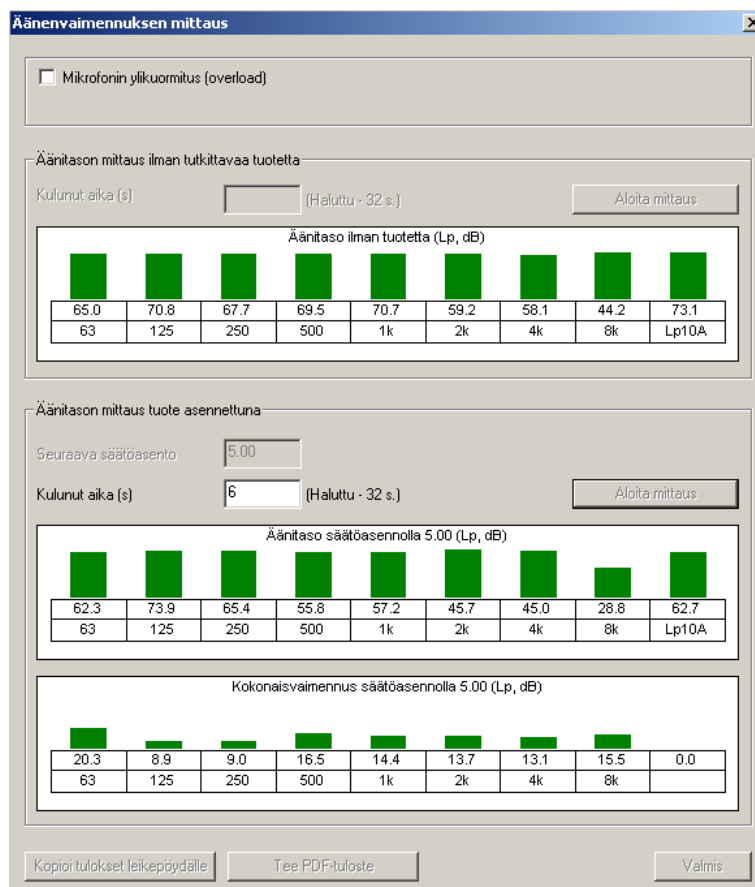 Äänenvaimennuksen mittaus
Mikrofonin ylikuormitus (overload)
Äänitason mittaus ilman tutkittavaa tuotetta
Kulunut aika (s) (Haluttu - 32 s.) Aloita mittaus
Äänitaso ilman tuotetta (Lp, dB)
65.0 70.8 67.7 69.5 70.7 59.2 58.1 44.2 73.1
63 125 250 500 1k 2k 4k 8k Lp10A
Äänitason mittaus tuote asennettuna
Seuraava säätöasento 5.00
Kulunut aika (s) 6 (Haluttu - 32 s.) Aloita mittaus
Äänitaso säätöasennolla 5.00 (Lp, dB)
62.3 73.9 65.4 55.8 57.2 45.7 45.0 28.8 62.7
63 125 250 500 1k 2k 4k 8k Lp10A
Kokonaisvaimennus säätöasennolla 5.00 (Lp, dB)
20.3 8.9 9.0 16.5 14.4 13.7 13.1 15.5 0.0
63 125 250 500 1k 2k 4k 8k
Kopioi tulokset leikepöydälle Tee PDF-tuloste Valmis